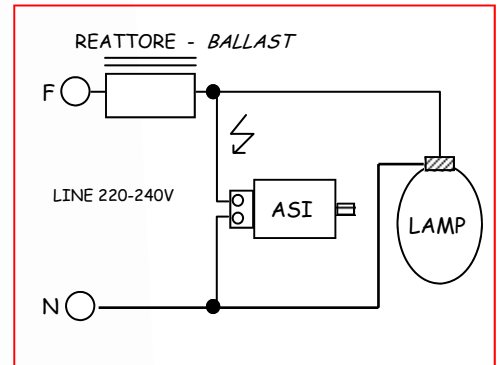 REATTORE - BALLAST
F
LINE 220-240V
ASI
LAMP
N